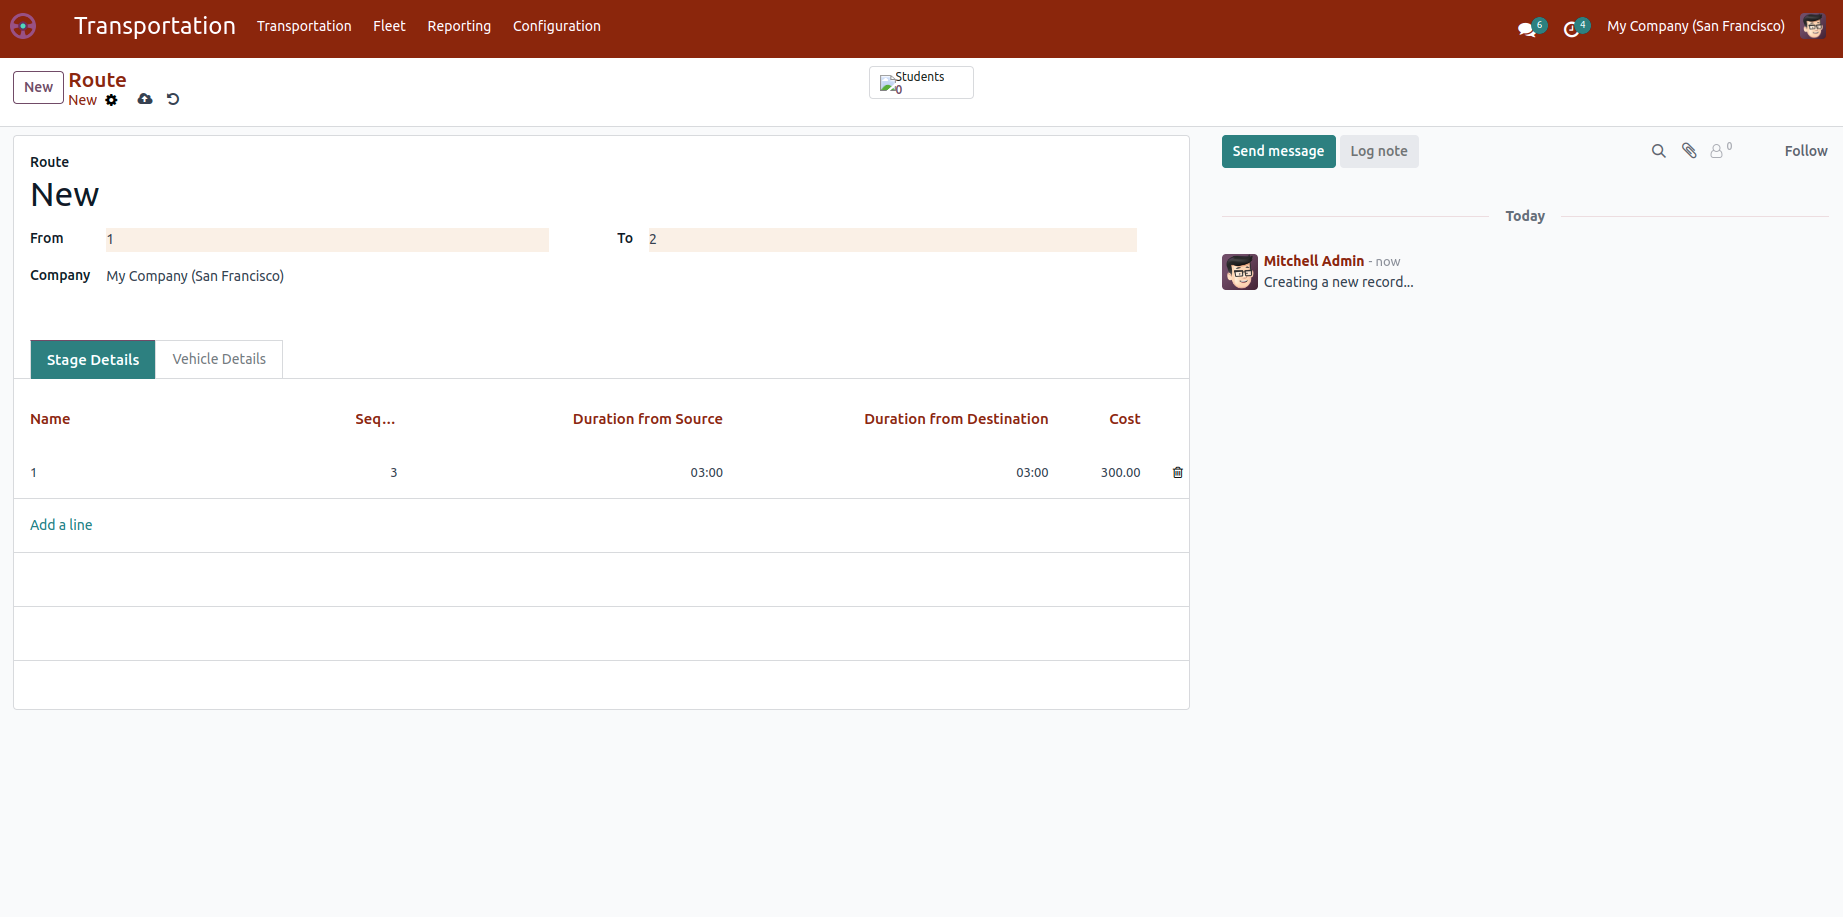 Transportation Transportation Fleet Reporting Configuration 6 4 My Company (San Francisco)
New Route
New
Students
0
Route
New
From 1 To 2
Company My Company (San Francisco)
Stage Details Vehicle Details
Name Seq... Duration from Source Duration from Destination Cost
1 3 03:00 03:00 300.00
Add a line
Send message Log note 0 Follow
Today
Mitchell Admin - now
Creating a new record...